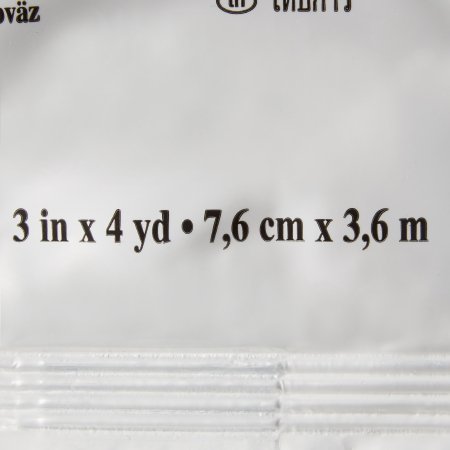 3 in x 4 yd • 7,6 cm x 3,6 m